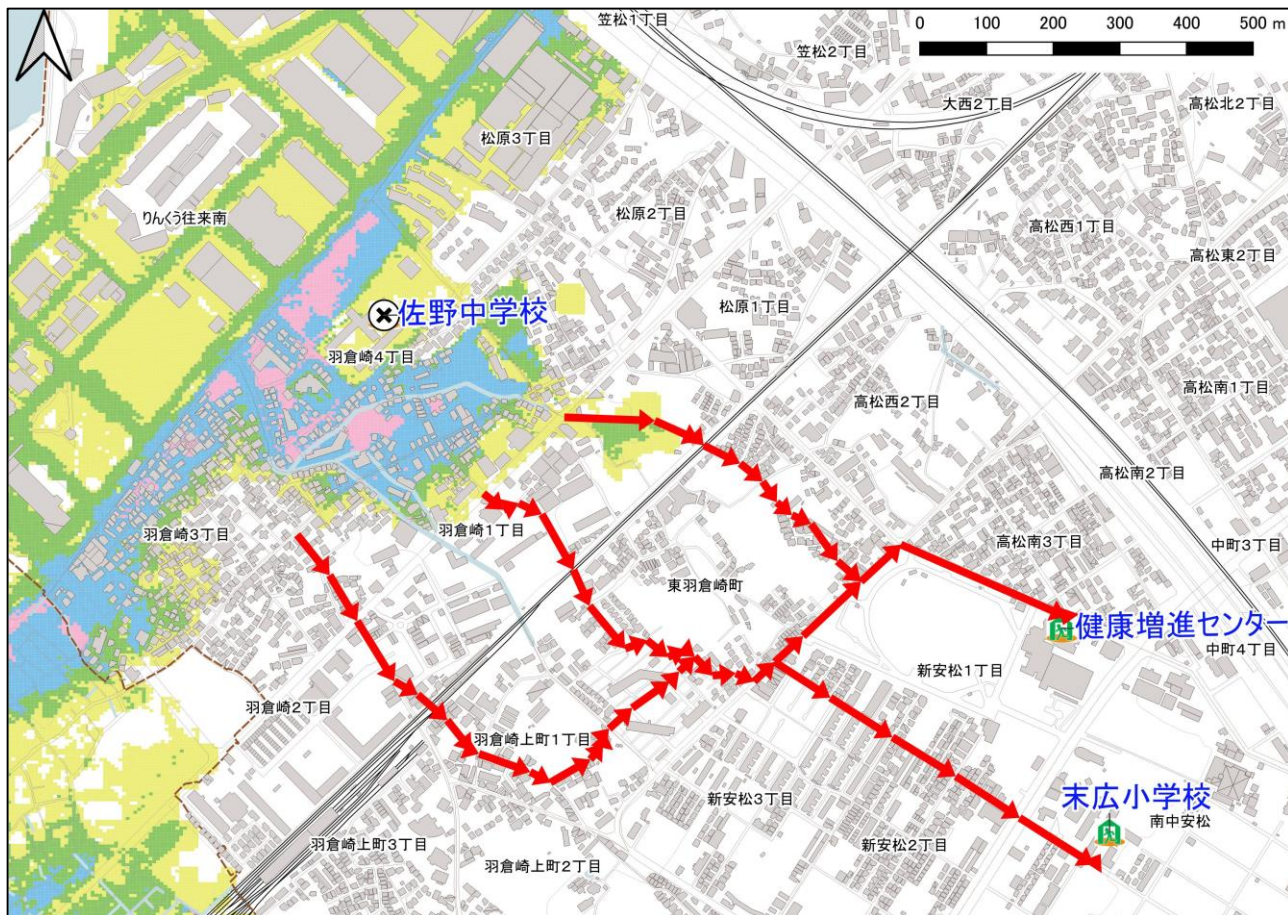 笠松1丁目
0 100 200 300 400 500 m
笠松2丁目
大西2丁目
高松北2丁目
松原3丁目
りんくう往来南
松原2丁目
高松西1丁目
高松東2丁目
佐野中学校
松原1丁目
羽倉崎4丁目
高松南1丁目
高松西2丁目
高松南2丁目
羽倉崎3丁目
羽倉崎1丁目
高松南3丁目
中町3丁目
東羽倉崎町
健康増進センター
中町4丁目
新安松1丁目
羽倉崎2丁目
羽倉崎上町1丁目
新安松3丁目
末広小学校
南中安松
羽倉崎上町3丁目
新安松2丁目
羽倉崎上町2丁目